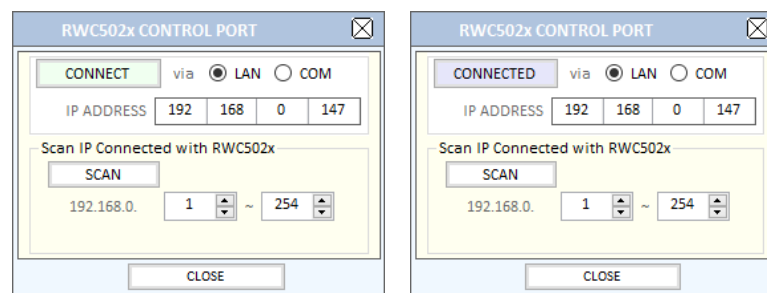 RWC502x CONTROL PORT
CONNECT via LAN COM
IP ADDRESS 192 168 0 147
Scan IP Connected with RWC502x
SCAN
192.168.0. 1 ~ 254
CLOSE
RWC502x CONTROL PORT
CONNECTED via LAN COM
IP ADDRESS 192 168 0 147
Scan IP Connected with RWC502x
SCAN
192.168.0. 1 ~ 254
CLOSE